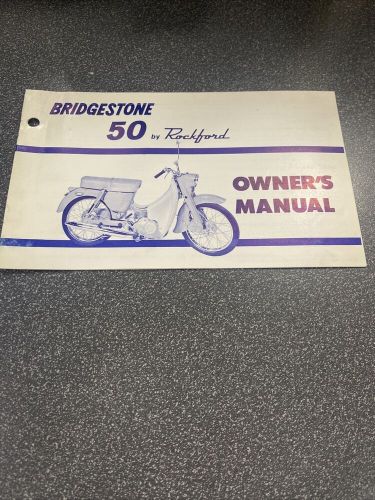 BRIDGESTONE
50 by Rockford
OWNER'S
MANUAL